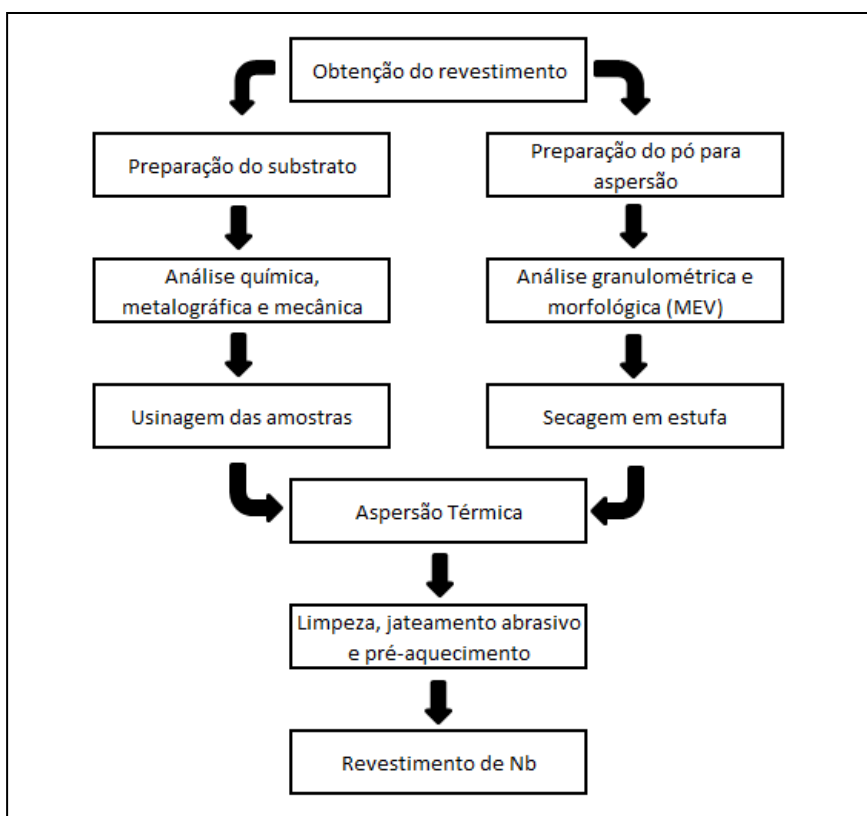 Obtenção do revestimento
Preparação do substrato
Preparação do pó para
aspersão
Análise química,
metalográfica e mecânica
Análise granulométrica e
morfológica (MEV)
Usinagem das amostras
Secagem em estufa
Aspersão Térmica
Limpeza, jateamento abrasivo
e pré-aquecimento
Revestimento de Nb